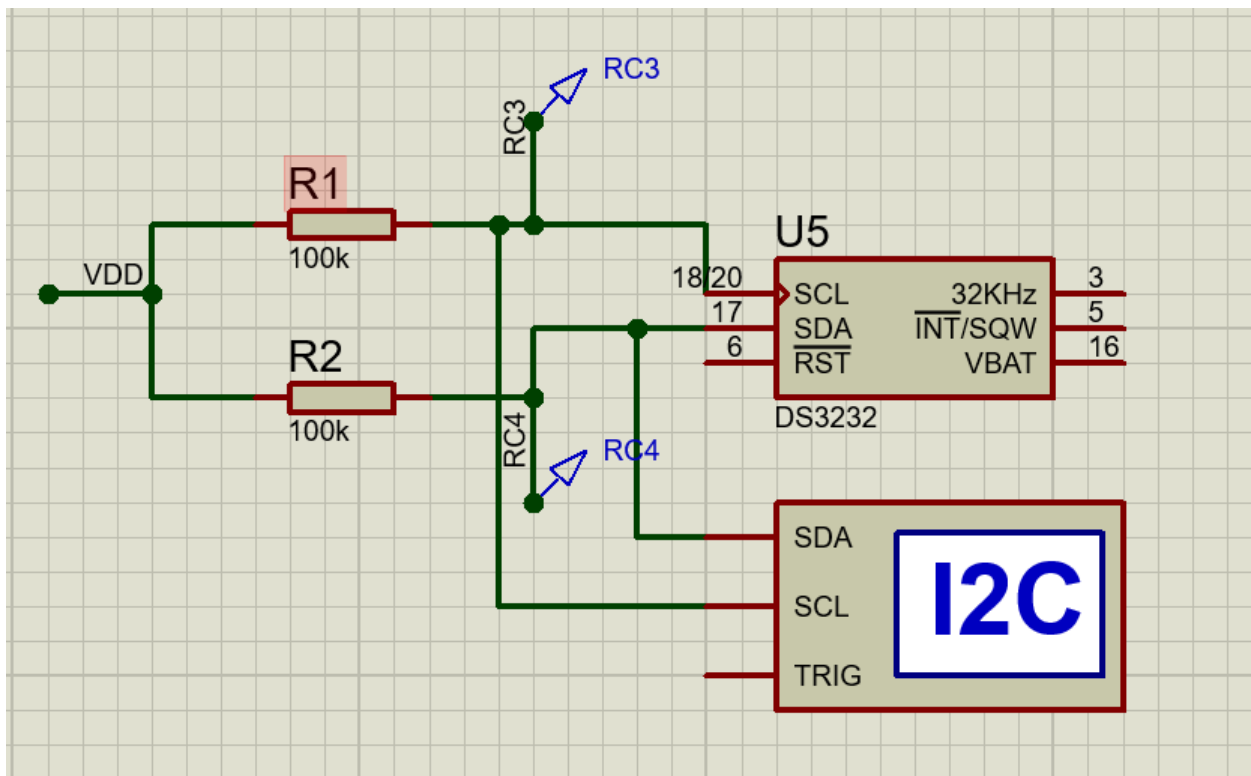 RC3
RC3
R1
100k
VDD
R2
100k
RC4
RC4
U5
18/20
SCL
32KHz
3
17
SDA
INT/SQW
5
6
RST
VBAT
16
DS3232
SDA
SCL
TRIG
I2C